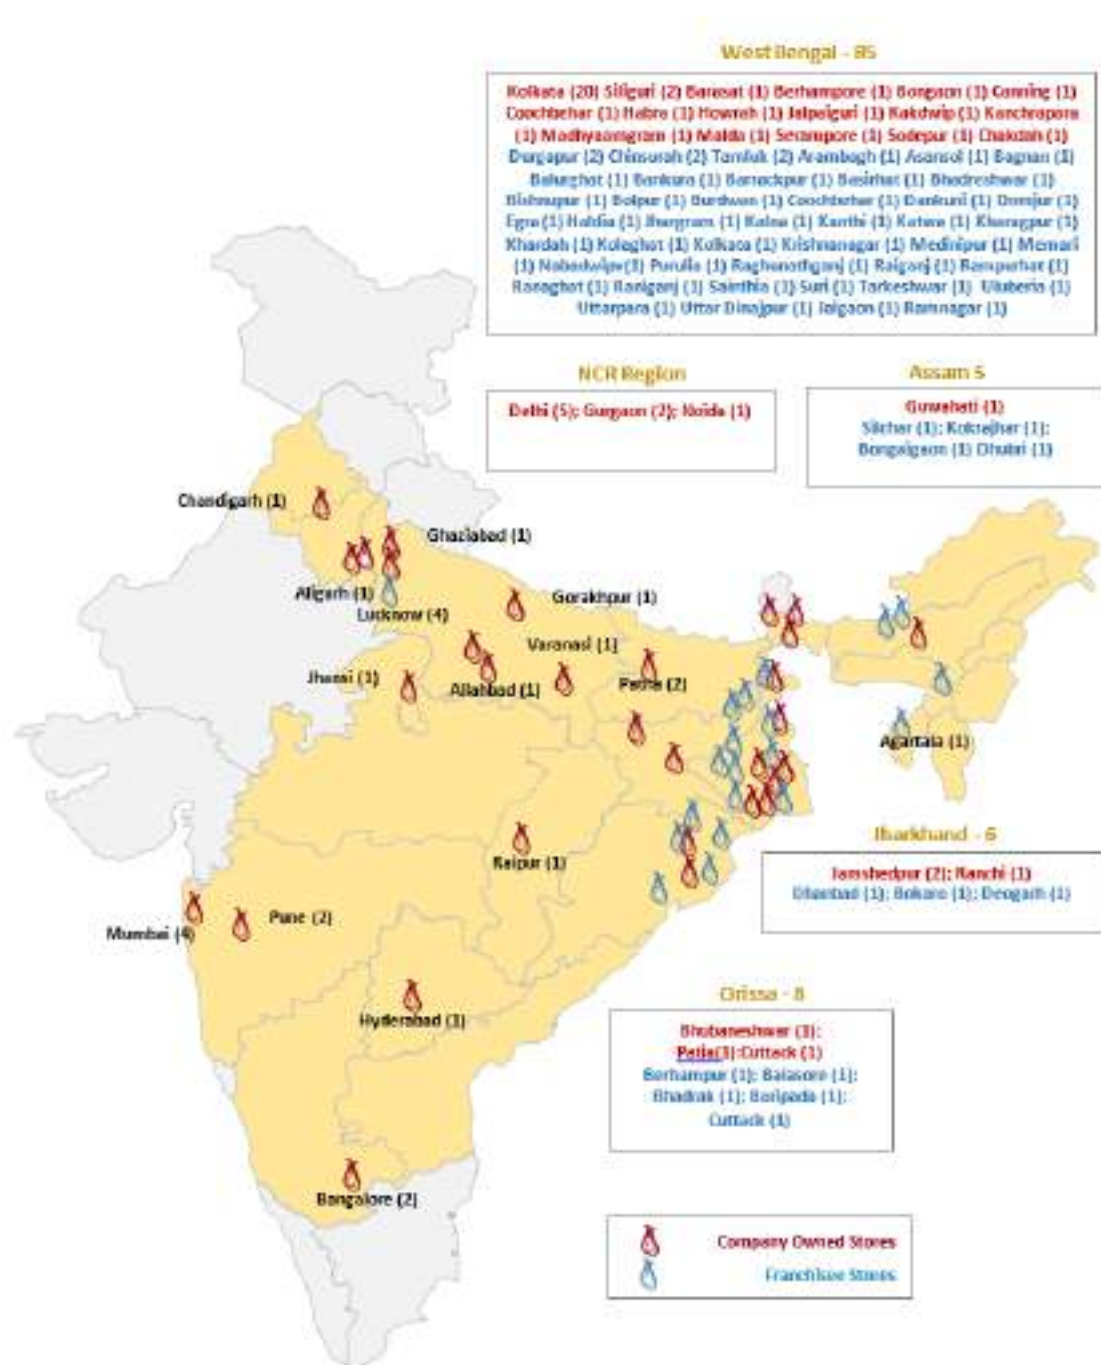 West Bengal - 85
Kolkata (20) Siliguri (2) Barasat (1) Berhampore (1) Bongaon (1) Canning (1)
Coochbehar (1) Habra (1) Howrah (1) Jalpaiguri (1) Kakdwip (1) Kanchrapara
(1) Madhyamgram (1) Malda (1) Serampore (1) Sodepur (1) Chakdah (1)
Durgapur (2) Chinsurah (2) Tamluk (2) Arambagh (1) Asansol (1) Bagnan (1)
Balurghat (1) Bankura (1) Barrackpur (1) Basirhat (1) Bhadreshwar (1)
Bishnupur (1) Bolpur (1) Burdwan (1) Coochbehar (1) Dankuni (1) Domjur (1)
Egra (1) Haldia (1) Jhargram (1) Kalna (1) Kanthi (1) Katwa (1) Kharagpur (1)
Khardah (1) Kolaghat (1) Kolkata (1) Krishnanagar (1) Medinipur (1) Memari
(1) Nabadwip (1) Purulia (1) Raghunathganj (1) Raiganj (1) Rampurhat (1)
Ranaghat (1) Raniganj (1) Sainthia (1) Suri (1) Tarkeshwar (1) Uluberia (1)
Uttarpara (1) Uttar Dinajpur (1) Jaigaon (1) Ramnagar (1)
NCR Region
Delhi (5); Gurgaon (2); Noida (1)
Assam 5
Guwahati (1)
Silchar (1); Kokrajhar (1);
Bongaigaon (1) Dhubri (1)
Chandigarh (1)
Ghaziabad (1)
Aligarh (1)
Lucknow (4)
Gorakhpur (1)
Varanasi (1)
Jhansi (1)
Allahbad (1)
Patna (2)
Agartala (1)
Jharkhand - 6
Jamshedpur (2); Ranchi (1)
Dhanbad (1); Bokaro (1); Deogarh (1)
Raipur (1)
Mumbai (4)
Pune (2)
Hyderabad (1)
Orissa - 8
Bhubaneshwar (1);
Patia(1);Cuttack (1)
Berhampur (1); Balasore (1);
Bhadrak (1); Baripada (1);
Cuttack (1)
Bangalore (2)
Company Owned Stores
Franchisee Stores